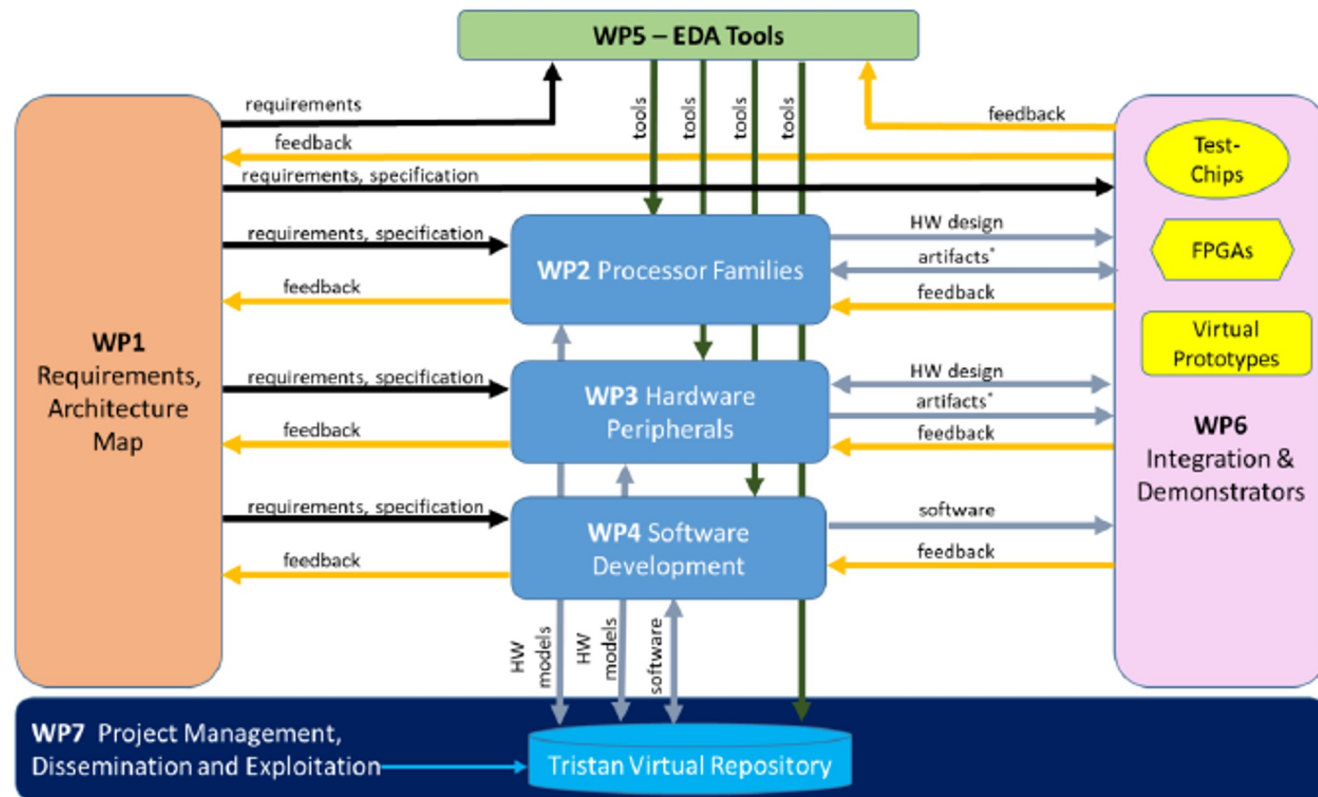 WP5 – EDA Tools
requirements
tools
tools
tools
tools
feedback
feedback
requirements, specification
Test-
Chips
requirements, specification
HW design
WP2 Processor Families
artifacts*
FPGAs
feedback
feedback
Virtual
Prototypes
WP1
Requirements,
Architecture
Map
requirements, specification
HW design
WP3 Hardware
Peripherals
artifacts*
feedback
feedback
WP6
Integration &
Demonstrators
requirements, specification
software
WP4 Software
Development
feedback
feedback
HW
models
HW
models
software
WP7 Project Management,
Dissemination and Exploitation
Tristan Virtual Repository